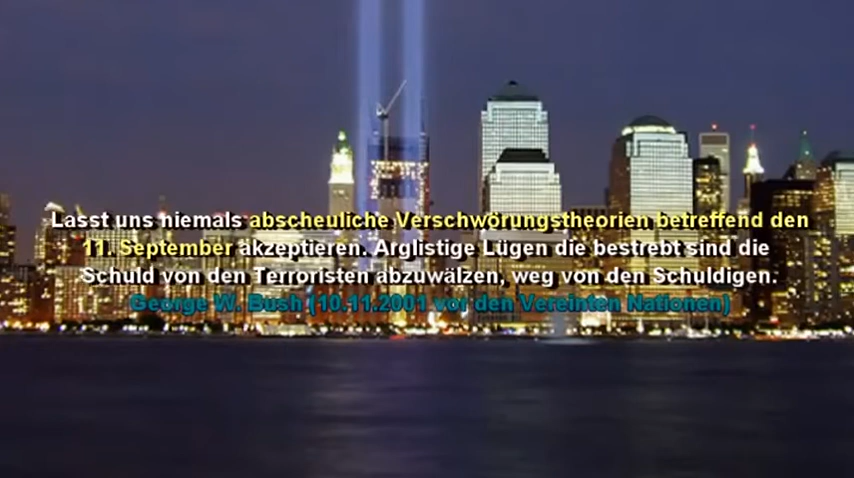 Lasst uns niemals abscheuliche Verschwörungstheorien betreffend den
11. September akzeptieren. Arglistige Lügen die bestrebt sind die
Schuld von den Terroristen abzuwälzen, weg von den Schuldigen.
George W. Bush (10.11.2001 vor den Vereinten Nationen)